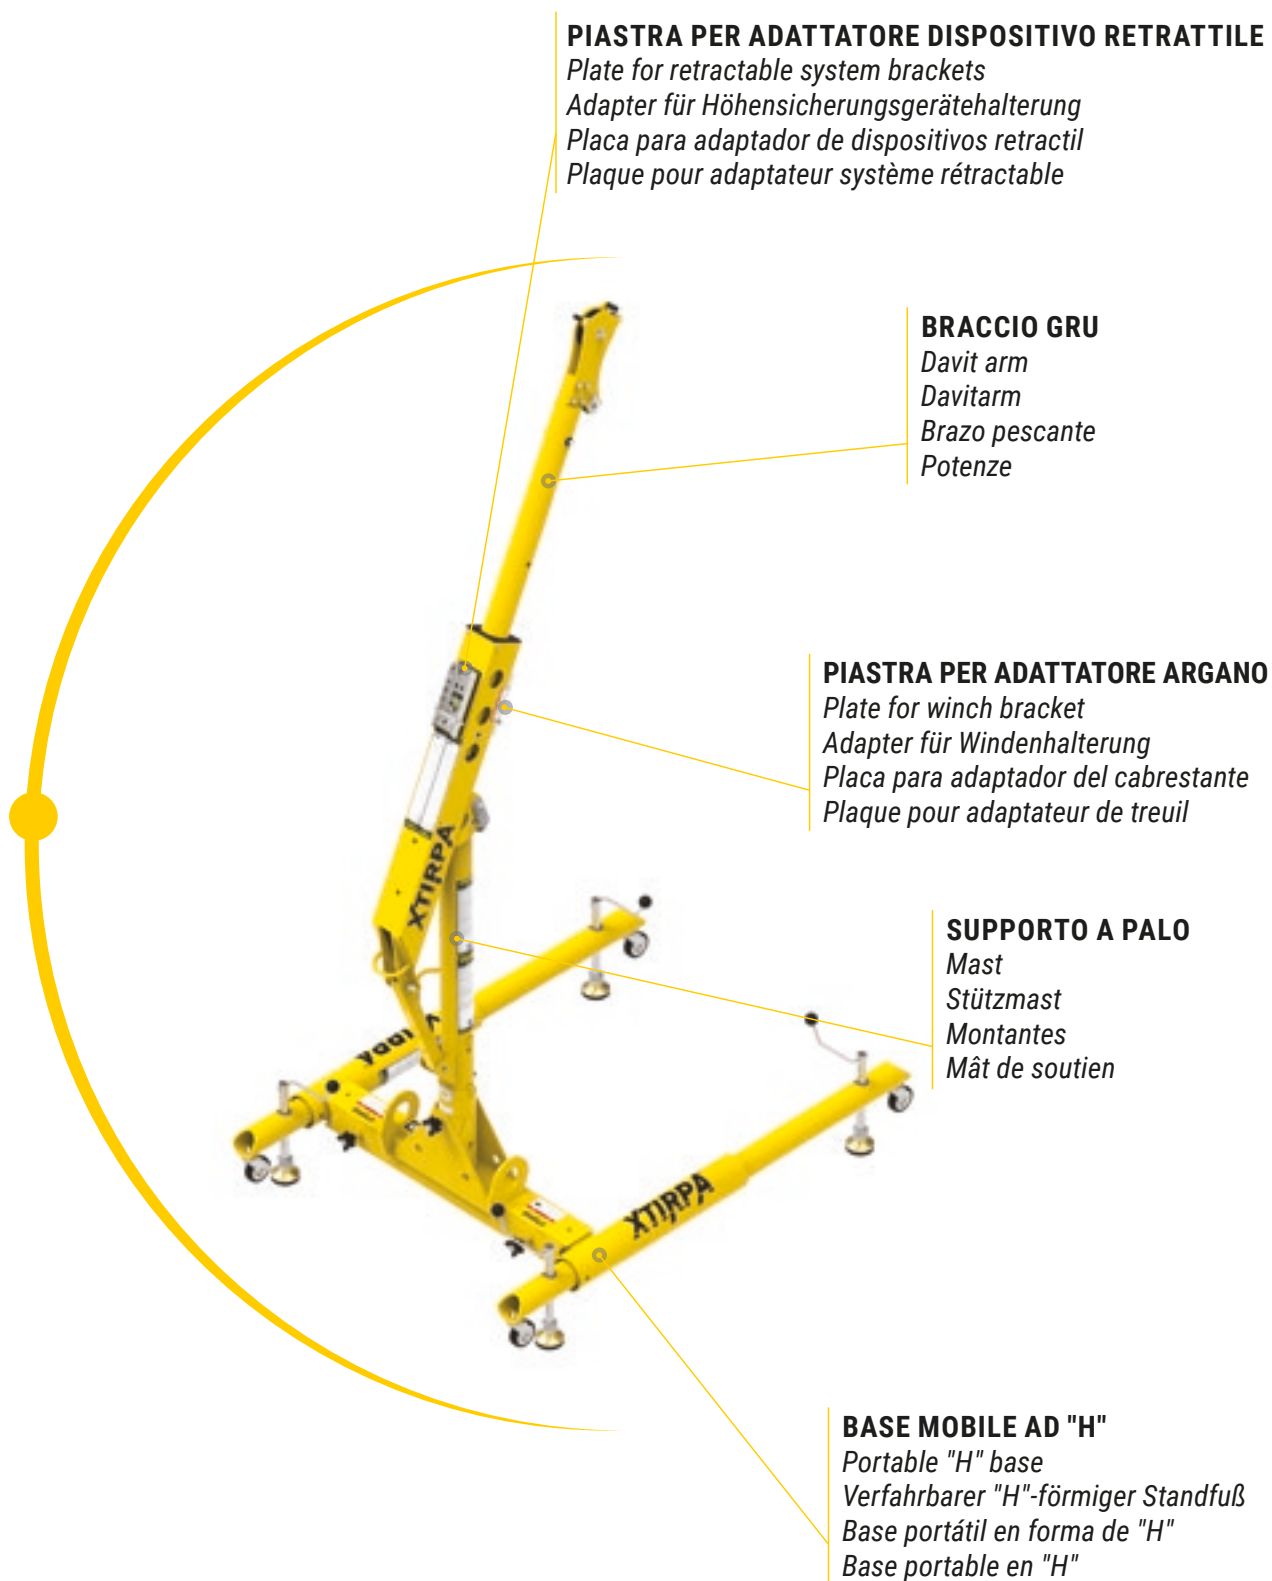 PIASTRA PER ADATTATORE DISPOSITIVO RETRATTILE
Plate for retractable system brackets
Adapter für Höhensicherungsgerätehalterung
Placa para adaptador de dispositivos retractil
Plaque pour adaptateur système rétractable
BRACCIO GRU
Davit arm
Davitarm
Brazo pescante
Potenze
PIASTRA PER ADATTATORE ARGANO
Plate for winch bracket
Adapter für Windenhalterung
Placa para adaptador del cabrestante
Plaque pour adaptateur de treuil
XTIRPA
SUPPORTO A PALO
Mast
Stützmast
Montantes
Mât de soutien
XTIRPA
BASE MOBILE AD "H"
Portable "H" base
Verfahrbarer "H"-förmiger Standfuß
Base portátil en forma de "H"
Base portable en "H"